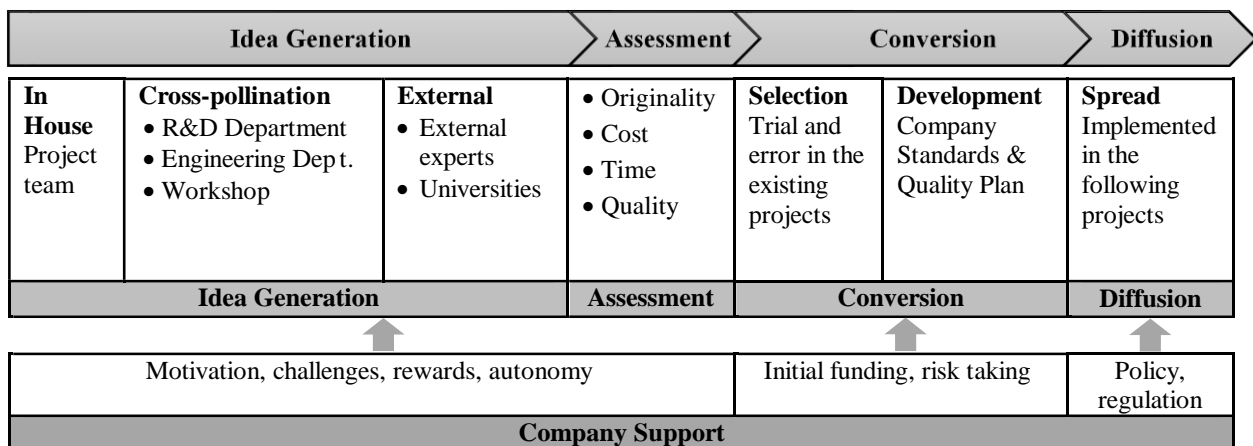 Idea Generation
Assessment
Conversion
Diffusion
In
House
Project
team
Cross-pollination
• R&D Department
• Engineering Dept.
• Workshop
External
• External
experts
• Universities
• Originality
• Cost
• Time
• Quality
Selection
Trial and
error in the
existing
projects
Development
Company
Standards &
Quality Plan
Spread
Implemented
in the
following
projects
Idea Generation
Assessment
Conversion
Diffusion
Motivation, challenges, rewards, autonomy
Initial funding, risk taking
Policy,
regulation
Company Support